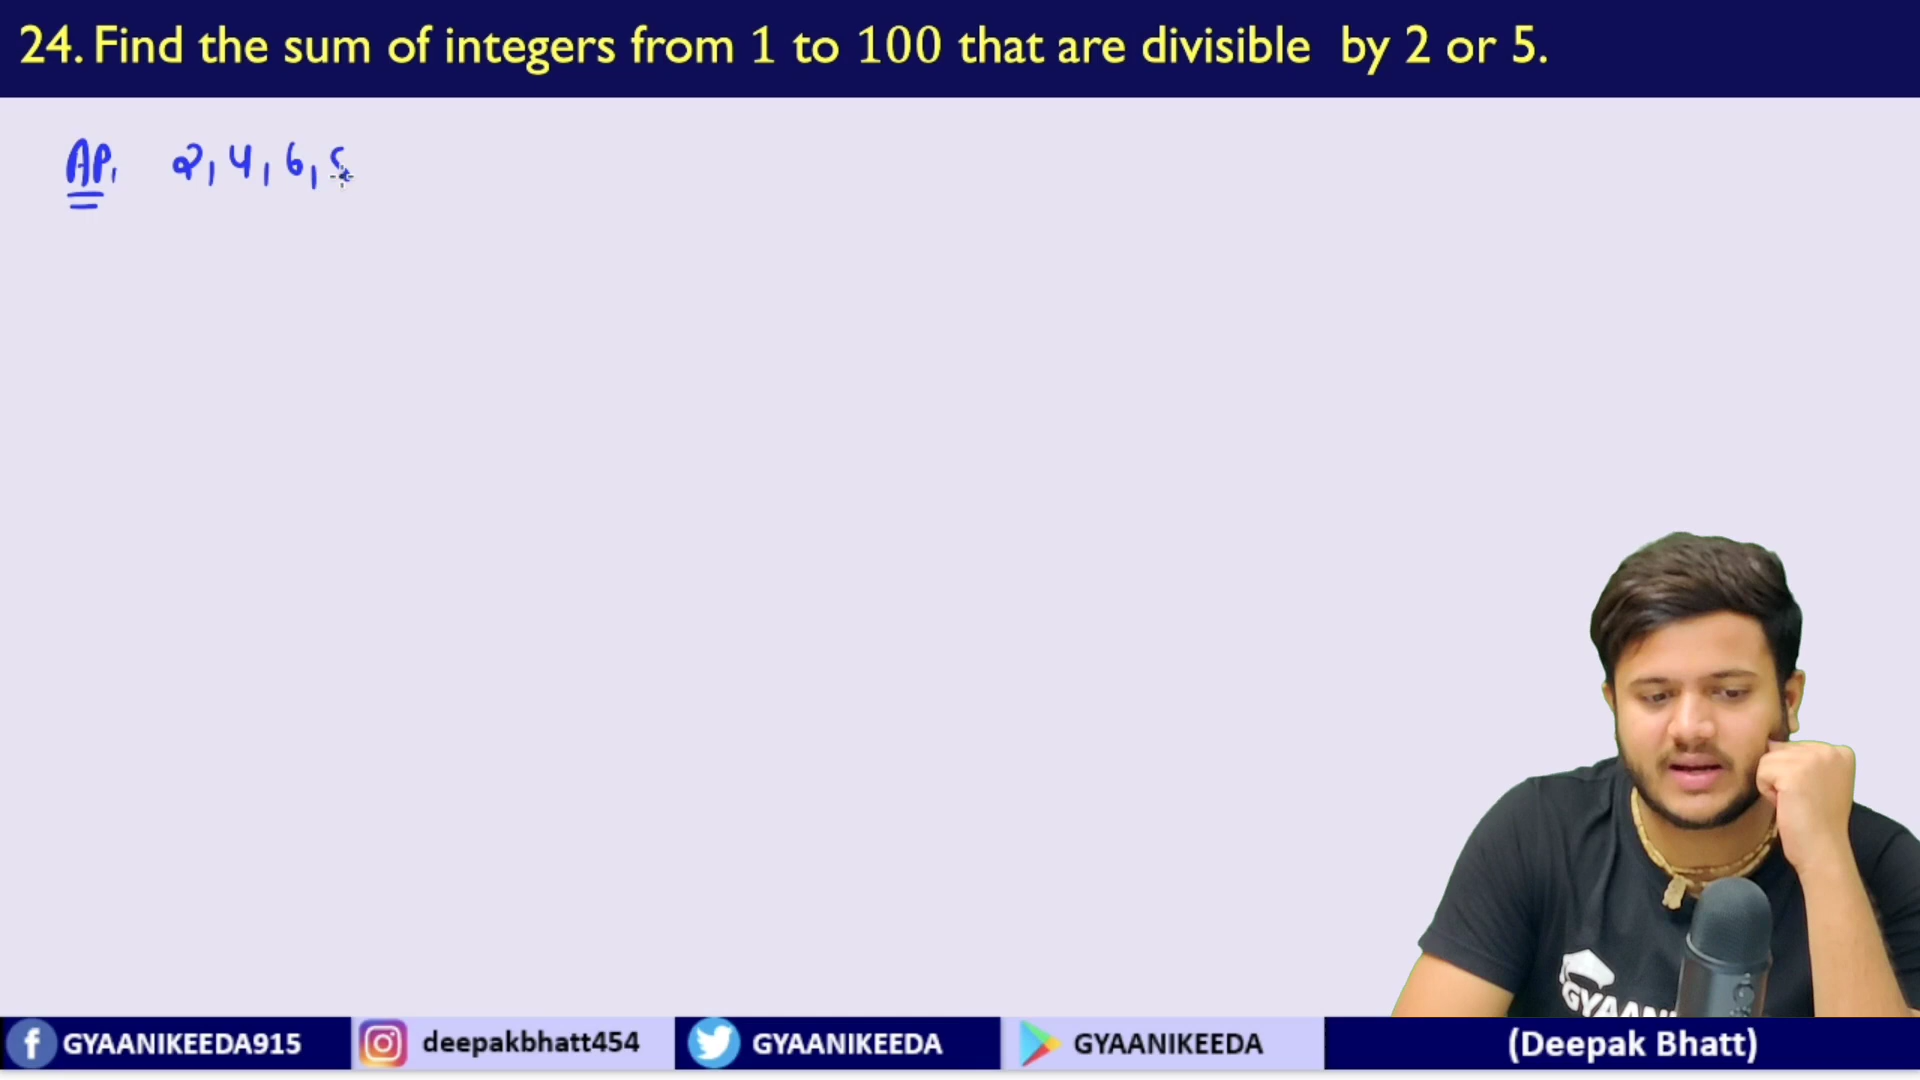 24. Find the sum of integers from 1 to 100 that are divisible by 2 or 5.
AP, 2, 4, 6,
GYAANIKEEDA915
deepakbhatt454
GYAANIKEEDA
GYAANIKEEDA
(Deepak Bhatt)